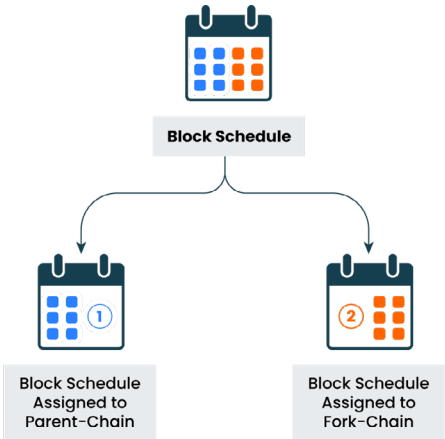 Block Schedule
1
2
Block Schedule
Assigned to
Parent-Chain
Block Schedule
Assigned to
Fork-Chain